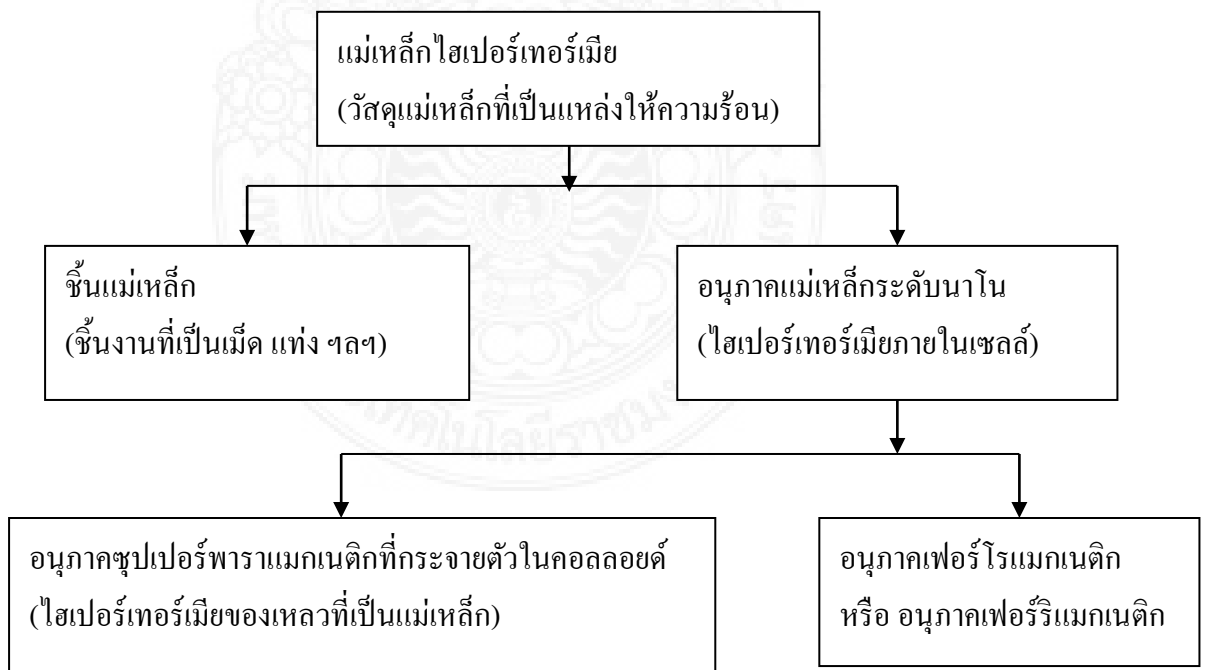 แม่เหล็กไฮเปอร์เทอร์เมีย
(วัสดุแม่เหล็กที่เป็นแหล่งให้ความร้อน)
ชิ้นแม่เหล็ก
(ชิ้นงานที่เป็นเม็ด แท่ง ฯลฯ)
อนุภาคแม่เหล็กระดับนาโน
(ไฮเปอร์เทอร์เมียภายในเซลล์)
อนุภาคซุปเปอร์พาราแมกเนติกที่กระจายตัวในคอลลอยด์
(ไฮเปอร์เทอร์เมียของเหลวที่เป็นแม่เหล็ก)
อนุภาคเฟอร์โรแมกเนติก
หรือ อนุภาคเฟอร์ริแมกเนติก